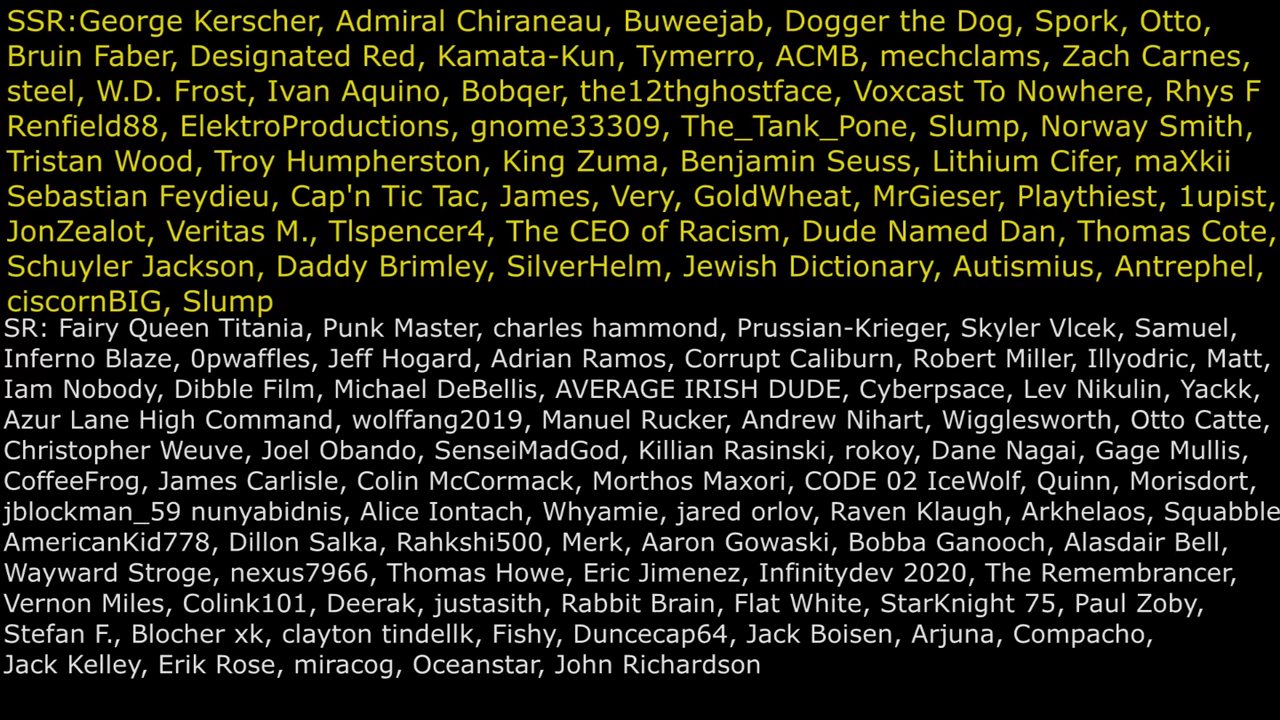 SSR:George Kerscher, Admiral Chiraneau, Buweejab, Dogger the Dog, Spork, Otto,
Bruin Faber, Designated Red, Kamata-Kun, Tymerro, ACMB, mechclams, Zach Carnes,
steel, W.D. Frost, Ivan Aquino, Bobqer, the12thghostface, Voxcast To Nowhere, Rhys F
Renfield88, ElektroProductions, gnome33309, The_Tank_Pone, Slump, Norway Smith,
Tristan Wood, Troy Humpherston, King Zuma, Benjamin Seuss, Lithium Cifer, maXkii
Sebastian Feydieu, Cap'n Tic Tac, James, Very, GoldWheat, MrGieser, Playthiest, 1upist,
JonZealot, Veritas M., Tlspencer4, The CEO of Racism, Dude Named Dan, Thomas Cote,
Schuyler Jackson, Daddy Brimley, SilverHelm, Jewish Dictionary, Autismius, Antrephel,
ciscornBIG, Slump
SR: Fairy Queen Titania, Punk Master, charles hammond, Prussian-Krieger, Skyler Vlcek, Samuel,
Inferno Blaze, 0pwaffles, Jeff Hogard, Adrian Ramos, Corrupt Caliburn, Robert Miller, Illyodric, Matt,
Iam Nobody, Dibble Film, Michael DeBellis, AVERAGE IRISH DUDE, Cyberpsace, Lev Nikulin, Yackk,
Azur Lane High Command, wolffang2019, Manuel Rucker, Andrew Nihart, Wigglesworth, Otto Catte,
Christopher Weuve, Joel Obando, SenseiMadGod, Killian Rasinski, rokoy, Dane Nagai, Gage Mullis,
CoffeeFrog, James Carlisle, Colin McCormack, Morthos Maxori, CODE 02 IceWolf, Quinn, Morisdort,
jblockman_59 nunyabidnis, Alice Iontach, Whyamie, jared orlov, Raven Klaugh, Arkhelaos, Squabble
AmericanKid778, Dillon Salka, Rahkshi500, Merk, Aaron Gowaski, Bobba Ganooch, Alasdair Bell,
Wayward Stroge, nexus7966, Thomas Howe, Eric Jimenez, Infinitydev 2020, The Remembrancer,
Vernon Miles, Colink101, Deerak, justasith, Rabbit Brain, Flat White, StarKnight 75, Paul Zoby,
Stefan F., Blocher xk, clayton tindellk, Fishy, Duncecap64, Jack Boisen, Arjuna, Compacho,
Jack Kelley, Erik Rose, miracog, Oceanstar, John Richardson